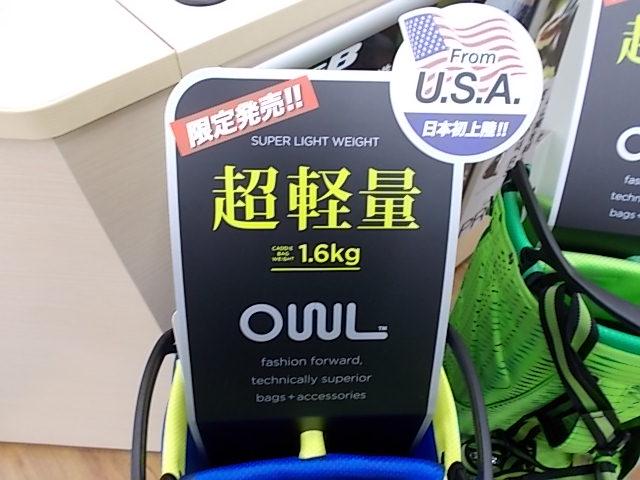 From
U.S.A.
日本初上陸!!
限定発売!!
SUPER LIGHT WEIGHT
超軽量
CADDIE
BAG
WEIGHT
1.6kg
OWL™
fashion forward,
technically superior
bags+accessories